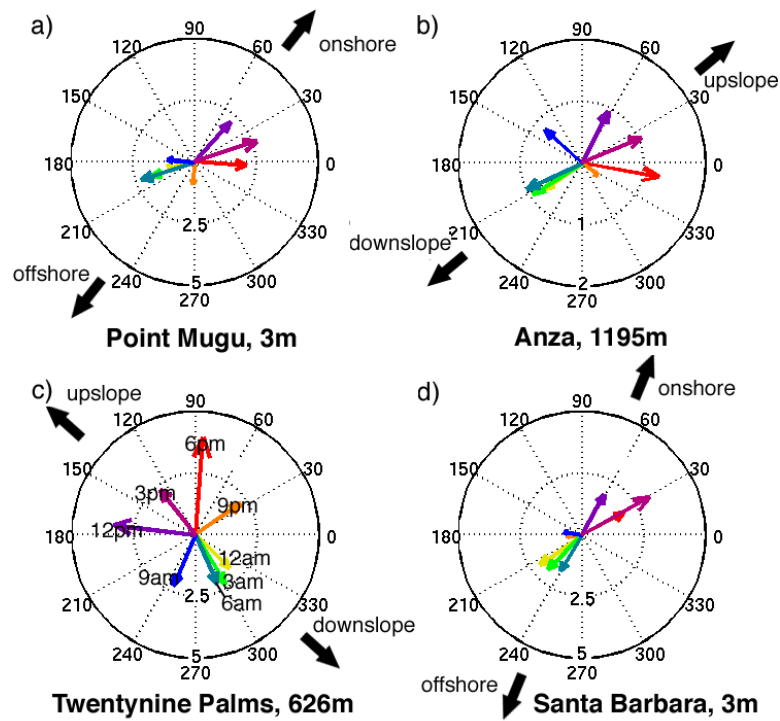 a)
90
120
60
150
30
180
0
210
330
240
300
270
2.5
5
onshore
offshore
Point Mugu, 3m
b)
90
120
60
150
30
180
0
210
330
240
300
270
1
2
upslope
downslope
Anza, 1195m
c)
upslope
90
120
60
150
30
180
0
210
330
240
300
270
2.5
5
6pm
3pm
9pm
12pm
12am
9am
3am
6am
downslope
Twentynine Palms, 626m
d)
90
120
60
150
30
180
0
210
330
240
300
270
2.5
5
onshore
offshore
Santa Barbara, 3m